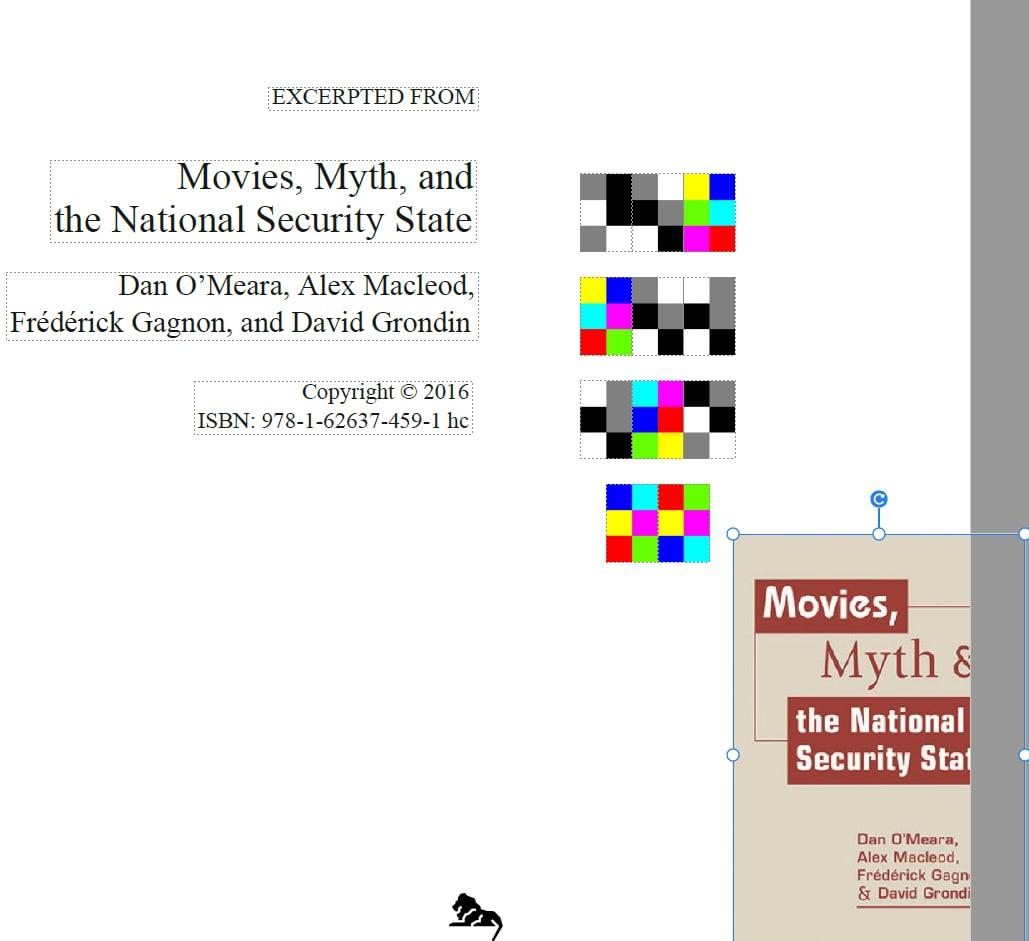 EXCERPTED FROM
Movies, Myth, and
the National Security State
Dan O’Meara, Alex Macleod,
Frédérick Gagnon, and David Grondin
Copyright © 2016
ISBN: 978-1-62637-459-1 hc
Movies,
Myth &
the National
Security Stat
Dan O'Meara,
Alex Macleod,
Frédérick Gagn
& David Grondi